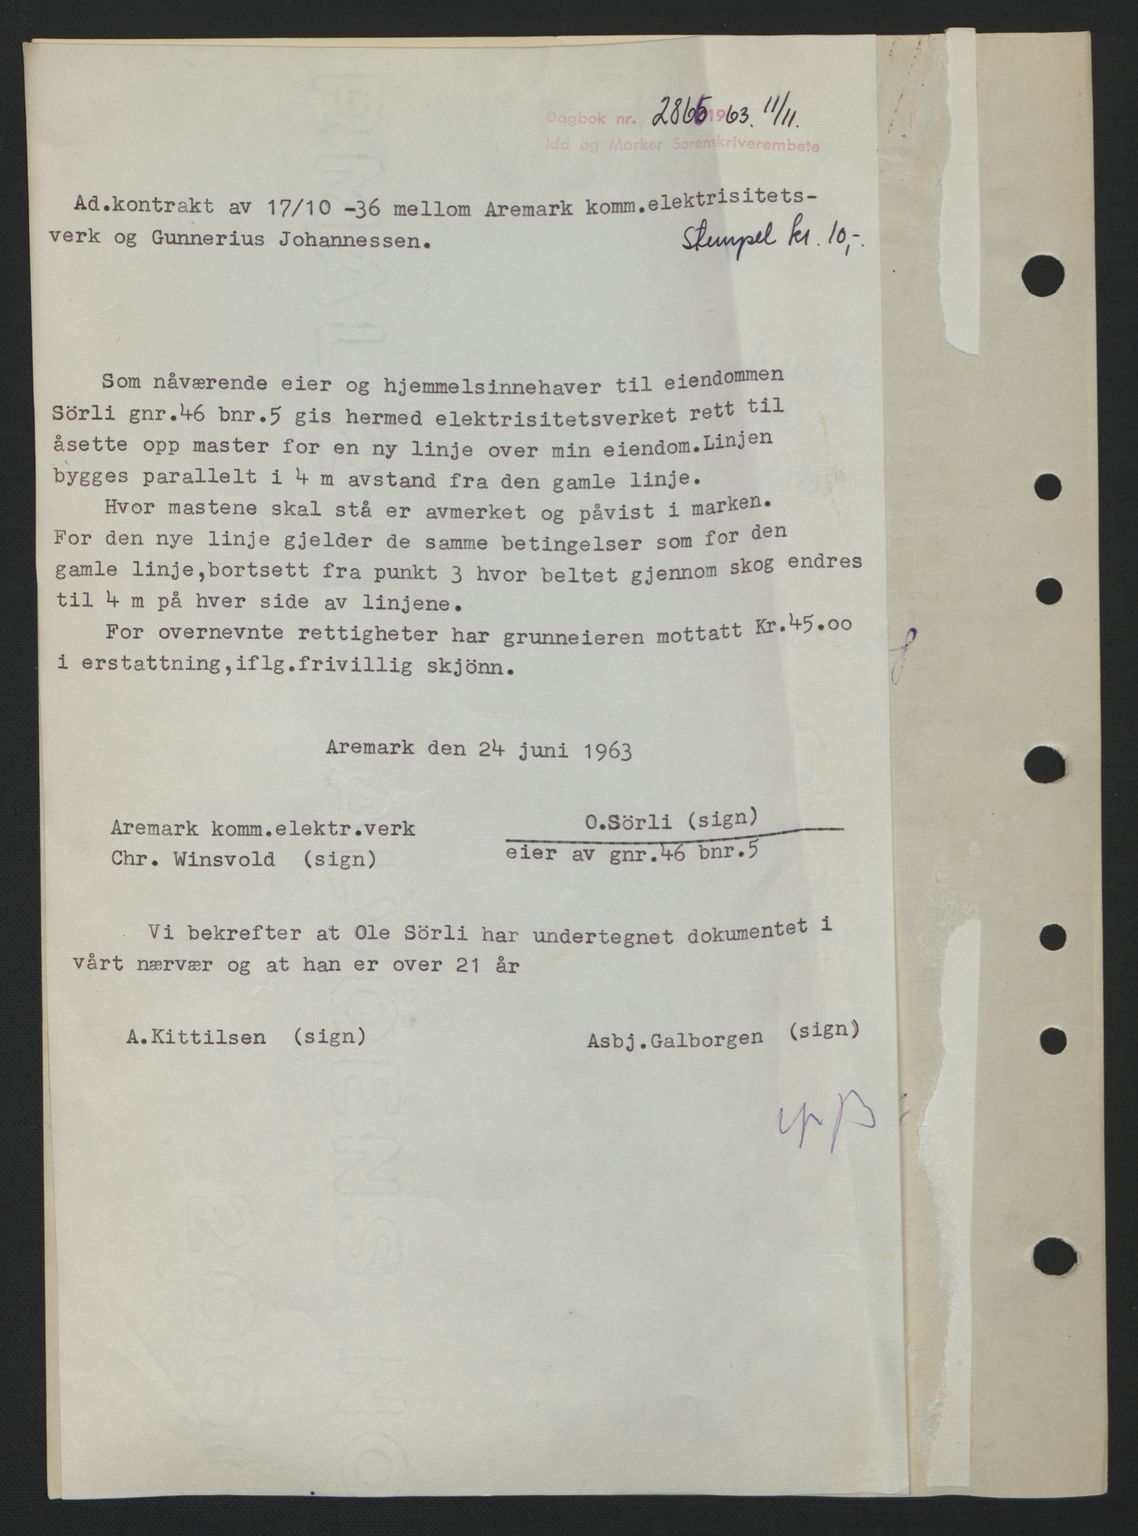 Dagbok nr. 2865 1963. 11/11.
Idd og Marker Sorenskriverembete
Ad.kontrakt av 17/10 -36 mellom Aremark komm.elektrisitets-
verk og Gunnerius Johannessen.
Stempel kr. 10,-.
Som nåværende eier og hjemmelsinnehaver til eiendommen
Sörli gnr.46 bnr.5 gis hermed elektrisitetsverket rett til
åsette opp master for en ny linje over min eiendom.Linjen
bygges parallelt i 4 m avstand fra den gamle linje.
Hvor mastene skal stå er avmerket og påvist i marken.
For den nye linje gjelder de samme betingelser som for den
gamle linje,bortsett fra punkt 3 hvor beltet gjennom skog endres
til 4 m på hver side av linjene.
For overnevnte rettigheter har grunneieren mottatt Kr.45.oo
i erstattning,iflg.frivillig skjönn.
Aremark den 24 juni 1963
Aremark komm.elektr.verk
Chr. Winsvold (sign)
O.Sörli (sign)
eier av gnr.46 bnr.5
Vi bekrefter at Ole Sörli har undertegnet dokumentet i
vårt nærvær og at han er over 21 år
A.Kittilsen (sign)
Asbj.Galborgen (sign)